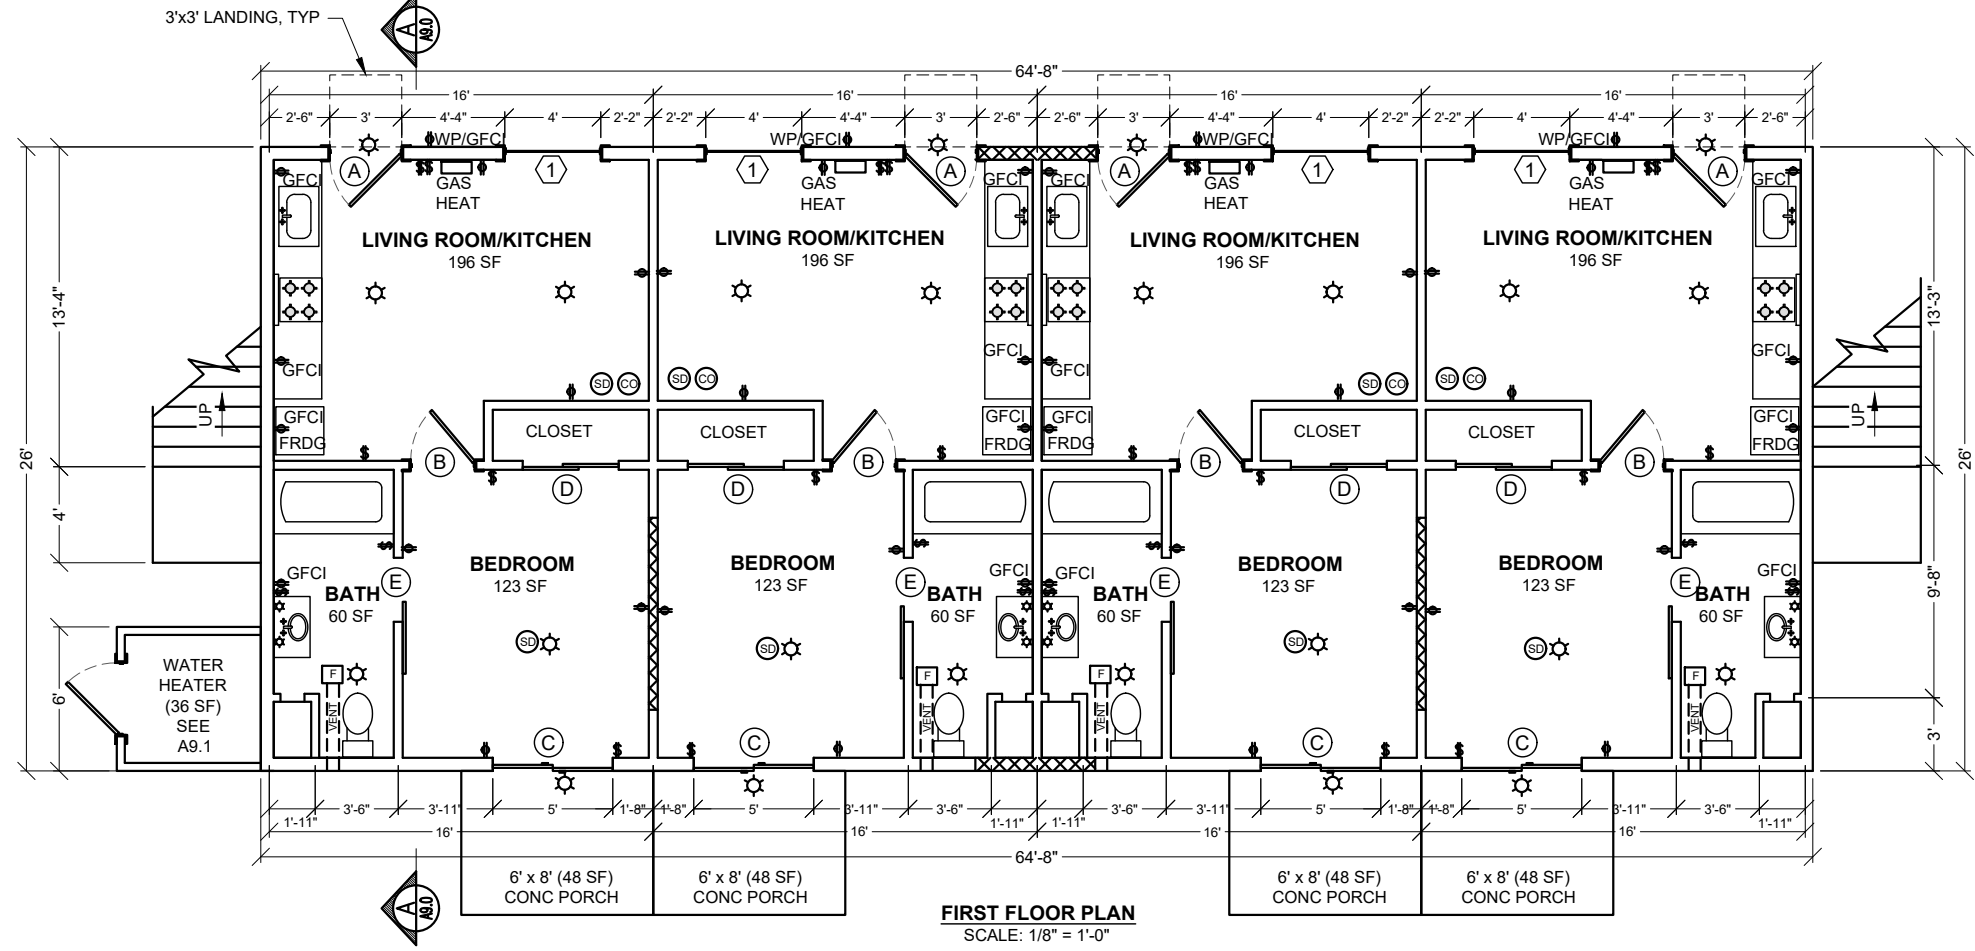 3'x3' LANDING, TYP
A
A9.0
64'-8"
16'
16'
16'
16'
2'-6"
3'
4'-4"
4'
2'-2"
2'-2"
4'
4'-4"
3'
2'-6"
2'-6"
3'
4'-4"
4'
2'-2"
2'-2"
4'
4'-4"
3'
2'-6"
WP/GFCI
WP/GFCI
WP/GFCI
WP/GFCI
A
1
1
A
A
1
1
A
GFCI
GAS
HEAT
GAS
HEAT
GFCI
GFCI
GAS
HEAT
GAS
HEAT
GFCI
LIVING ROOM/KITCHEN
196 SF
LIVING ROOM/KITCHEN
196 SF
LIVING ROOM/KITCHEN
196 SF
LIVING ROOM/KITCHEN
196 SF
26'
13'-4"
13'-3"
26'
GFCI
GFCI
GFCI
GFCI
SD
CO
SD
CO
SD
CO
SD
CO
UP
GFCI
FRDG
CLOSET
CLOSET
GFCI
FRDG
GFCI
FRDG
CLOSET
CLOSET
GFCI
FRDG
UP
B
B
B
B
D
D
D
D
4'
BEDROOM
123 SF
BEDROOM
123 SF
BEDROOM
123 SF
BEDROOM
123 SF
GFCI
E
E
GFCI
GFCI
E
E
GFCI
BATH
60 SF
BATH
60 SF
BATH
60 SF
BATH
60 SF
9'-8"
SD
SD
SD
SD
6'
WATER
HEATER
(36 SF)
SEE
A9.1
F
VENT
F
VENT
F
VENT
F
VENT
3'
C
C
C
C
3'-6"
3'-11"
5'
1'-8"
1'-8"
5'
3'-11"
3'-6"
3'-6"
3'-11"
5'
1'-8"
1'-8"
5'
3'-11"
3'-6"
1'-11"
16'
16'
1'-11"
1'-11"
16'
16'
1'-11"
64'-8"
6' x 8' (48 SF)
CONC PORCH
6' x 8' (48 SF)
CONC PORCH
6' x 8' (48 SF)
CONC PORCH
6' x 8' (48 SF)
CONC PORCH
A
A9.0
FIRST FLOOR PLAN
SCALE: 1/8" = 1'-0"